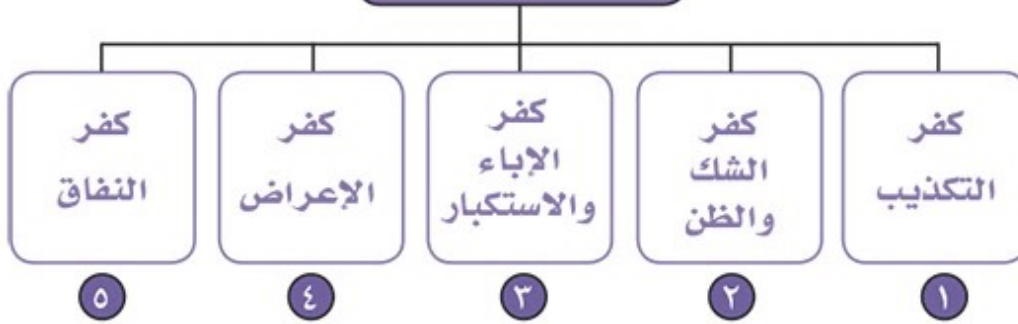 كفر
التكذيب
١
كفر
الشك
والظن
٢
كفر
الإباء
والاستكبار
٣
كفر
الإعراض
٤
كفر
النفاق
٥